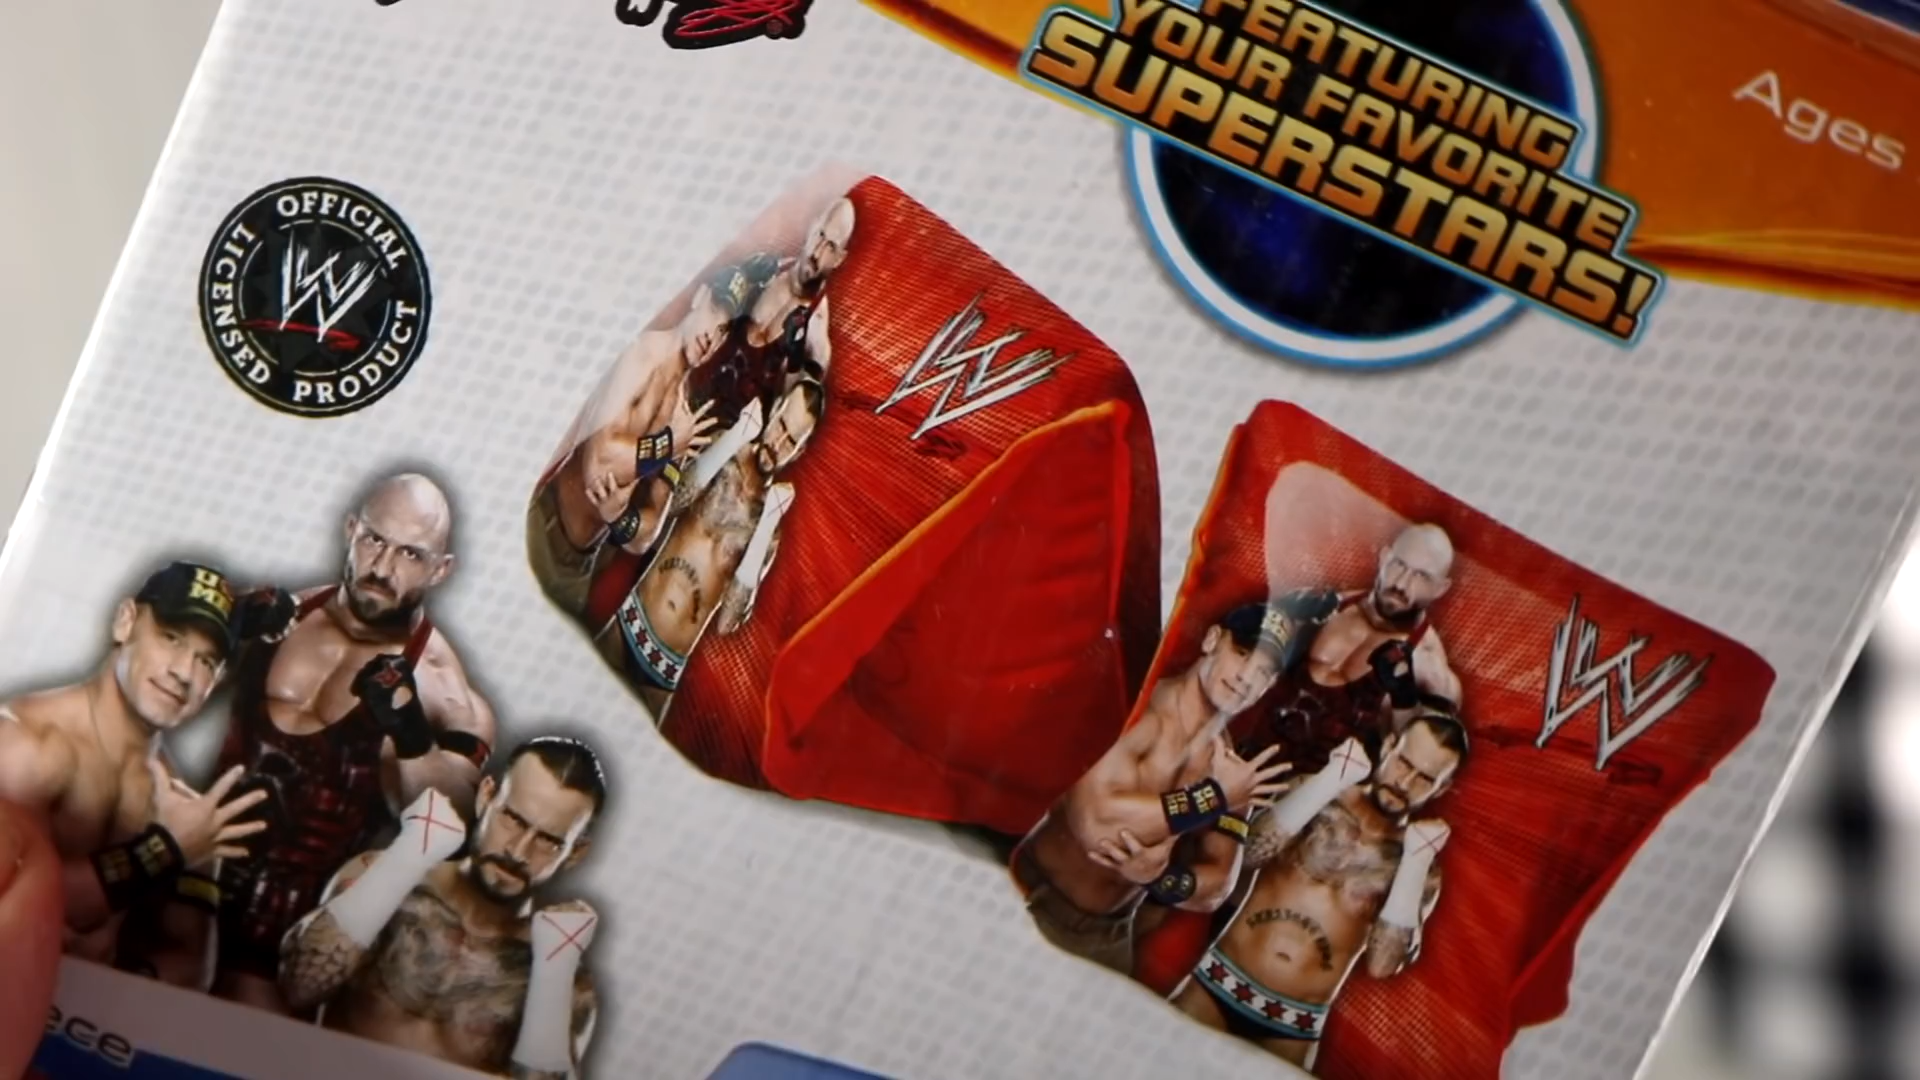 FEATURING
YOUR FAVORITE
SUPERSTARS!
Ages
OFFICIAL
LICENSED PRODUCT
W
W
W